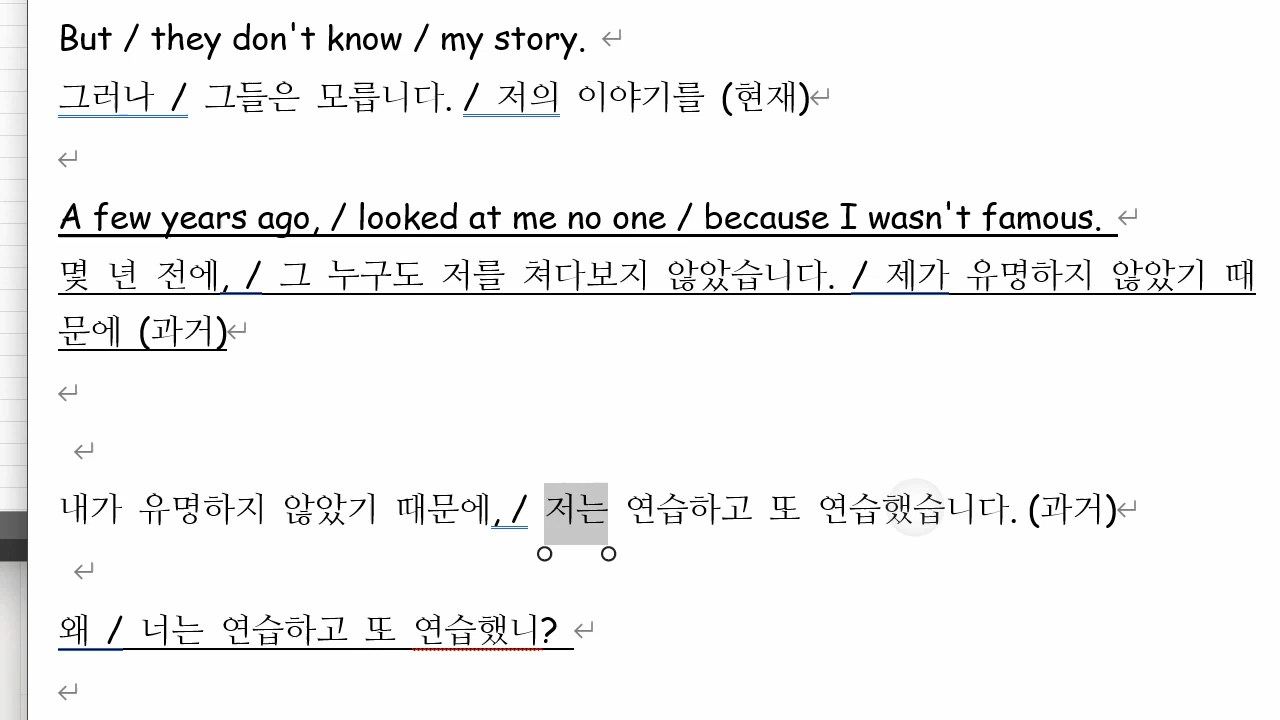 But / they don't know / my story.
그러나 / 그들은 모릅니다. / 저의 이야기를 (현재)
A few years ago, / looked at me no one / because I wasn't famous.
몇 년 전에, / 그 누구도 저를 쳐다보지 않았습니다. / 제가 유명하지 않았기 때
문에 (과거)
내가 유명하지 않았기 때문에, / 저는 연습하고 또 연습했습니다. (과거)
왜 / 너는 연습하고 또 연습했니?